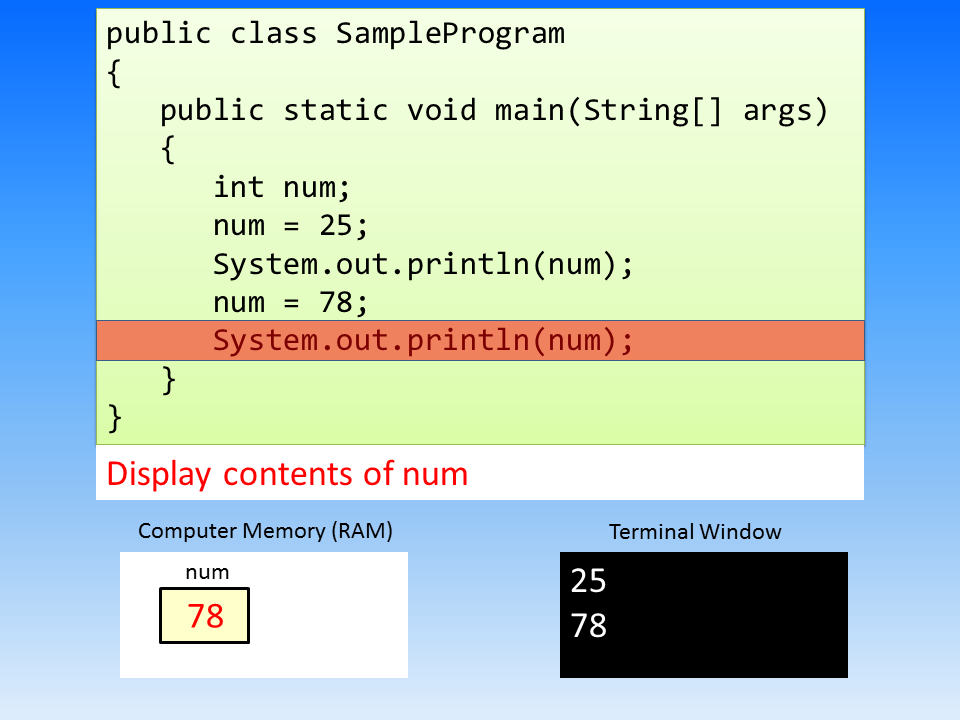 public class SampleProgram
{
   public static void main(String[] args)
   {
      int num;
      num = 25;
      System.out.println(num);
      num = 78;
      System.out.println(num);
   }
}
Display contents of num
Computer Memory (RAM)
num
78
Terminal Window
25
78